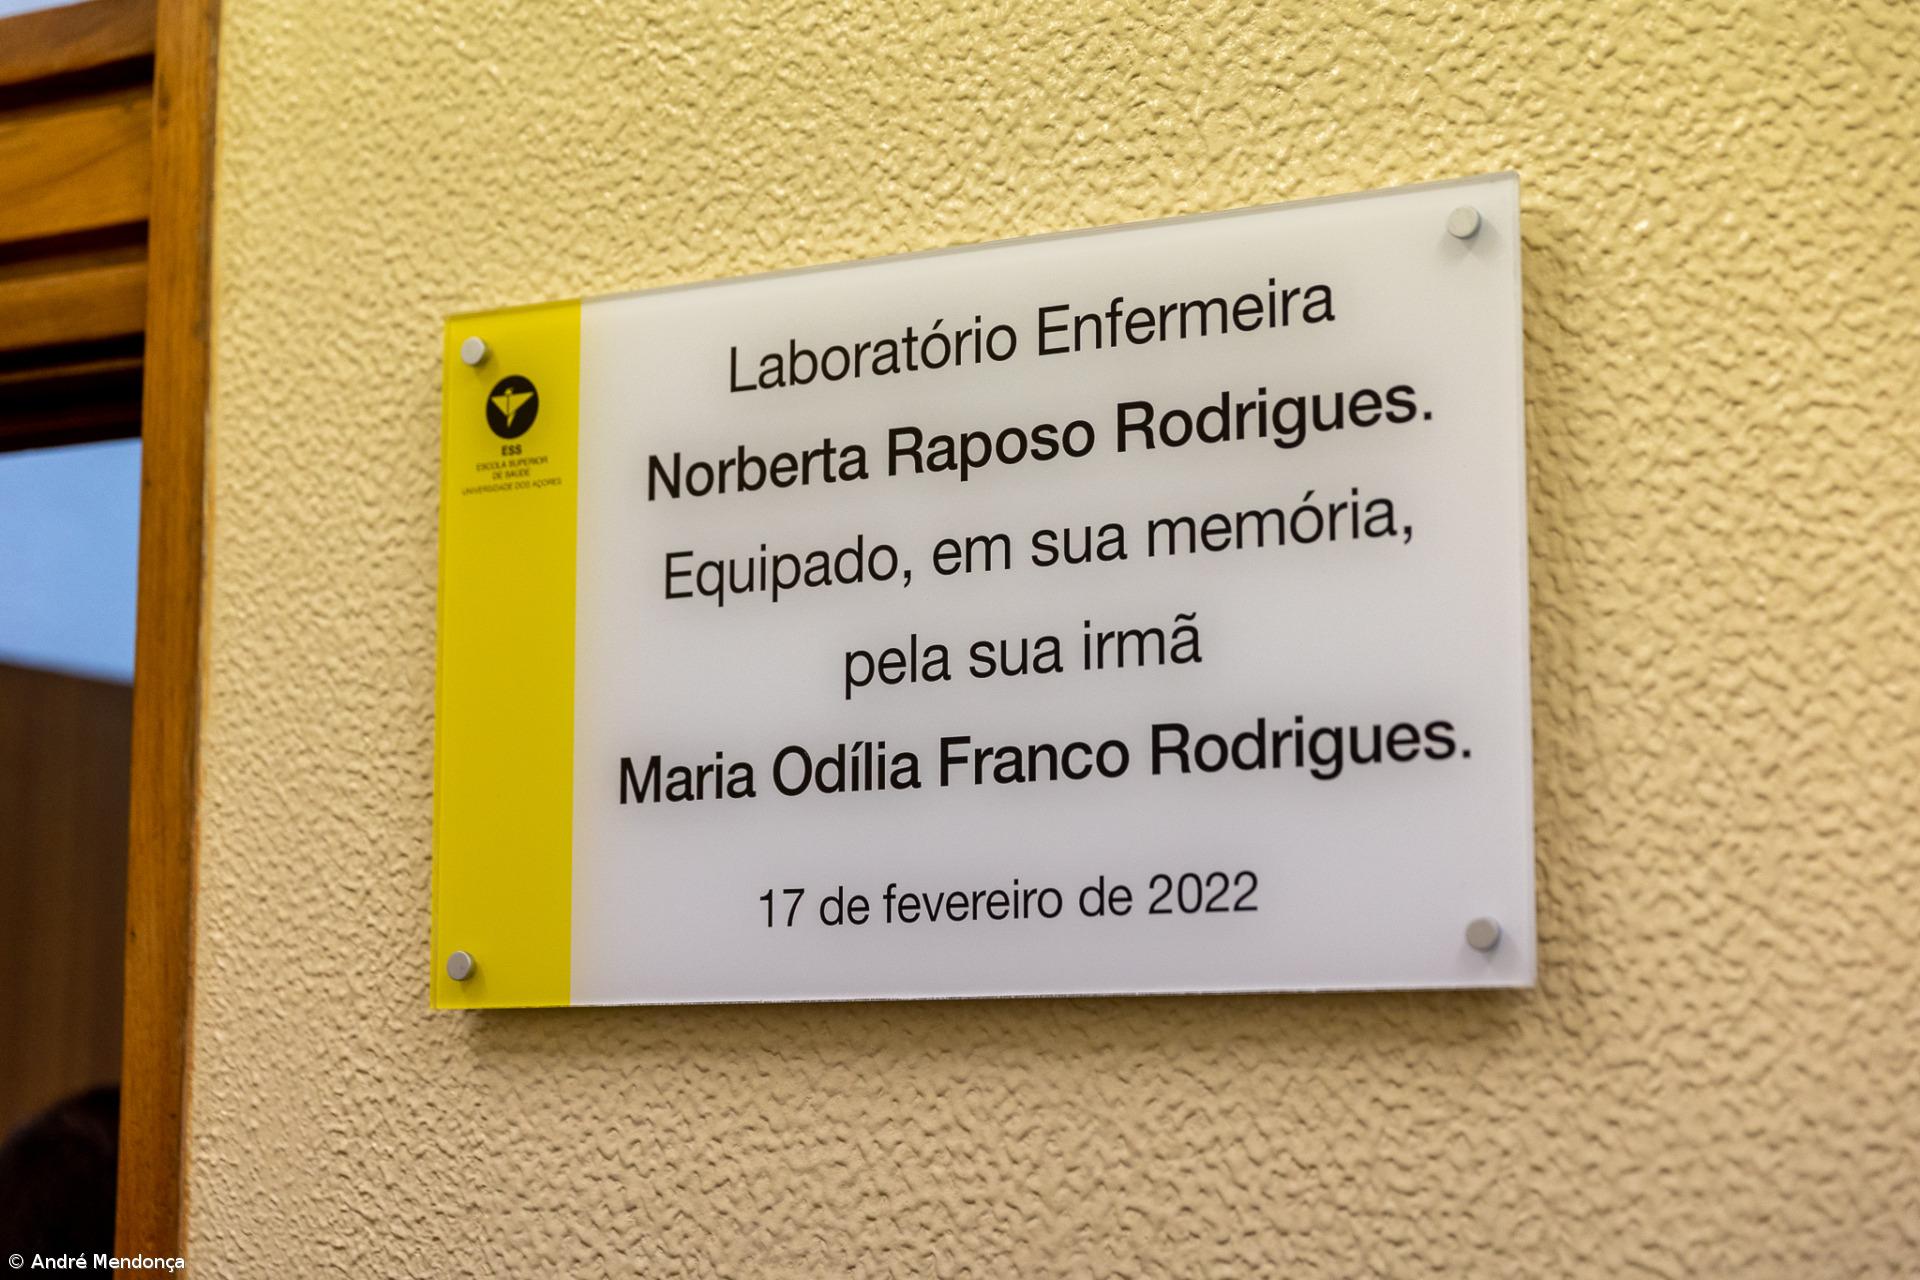 Laboratório Enfermeira
Norberta Raposo Rodrigues.
Equipado, em sua memória,
pela sua irmã
Maria Odília Franco Rodrigues.
17 de fevereiro de 2022
ESS
ESCOLA SUPERIOR
DE SAÚDE
UNIVERSIDADE DOS AÇORES
© André Mendonça